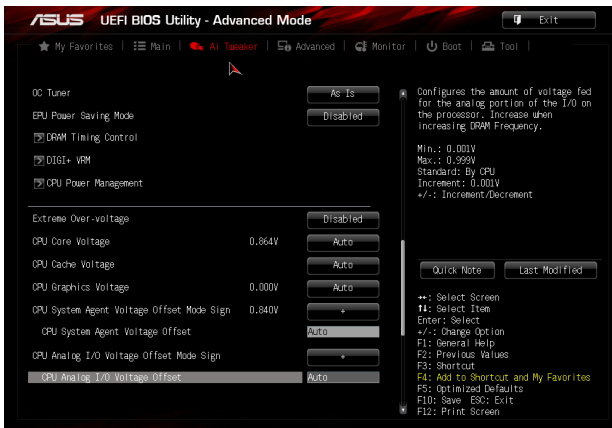 ASUS UEFI BIOS Utility - Advanced Mode Exit
My Favorites Main Ai Tweaker Advanced Monitor Boot Tool
OC Tuner As Is
EPU Power Saving Mode Disabled
DRAM Timing Control
DIGI+ VRM
CPU Power Management
Extreme Over-voltage Disabled
CPU Core Voltage 0.864V Auto
CPU Cache Voltage Auto
CPU Graphics Voltage 0.000V Auto
CPU System Agent Voltage Offset Mode Sign 0.840V +
CPU System Agent Voltage Offset Auto
CPU Analog I/O Voltage Offset Mode Sign +
CPU Analog I/O Voltage Offset Auto
Configures the amount of voltage fed
for the analog portion of the I/O on
the processor. Increase when
increasing DRAM Frequency.
Min.: 0.001V
Max.: 0.999V
Standard: By CPU
Increment: 0.001V
+/-: Increment/Decrement
Quick Note Last Modified
→←: Select Screen
↑↓: Select Item
Enter: Select
+/-: Change Option
F1: General Help
F2: Previous Values
F3: Shortcut
F4: Add to Shortcut and My Favorites
F5: Optimized Defaults
F10: Save ESC: Exit
F12: Print Screen